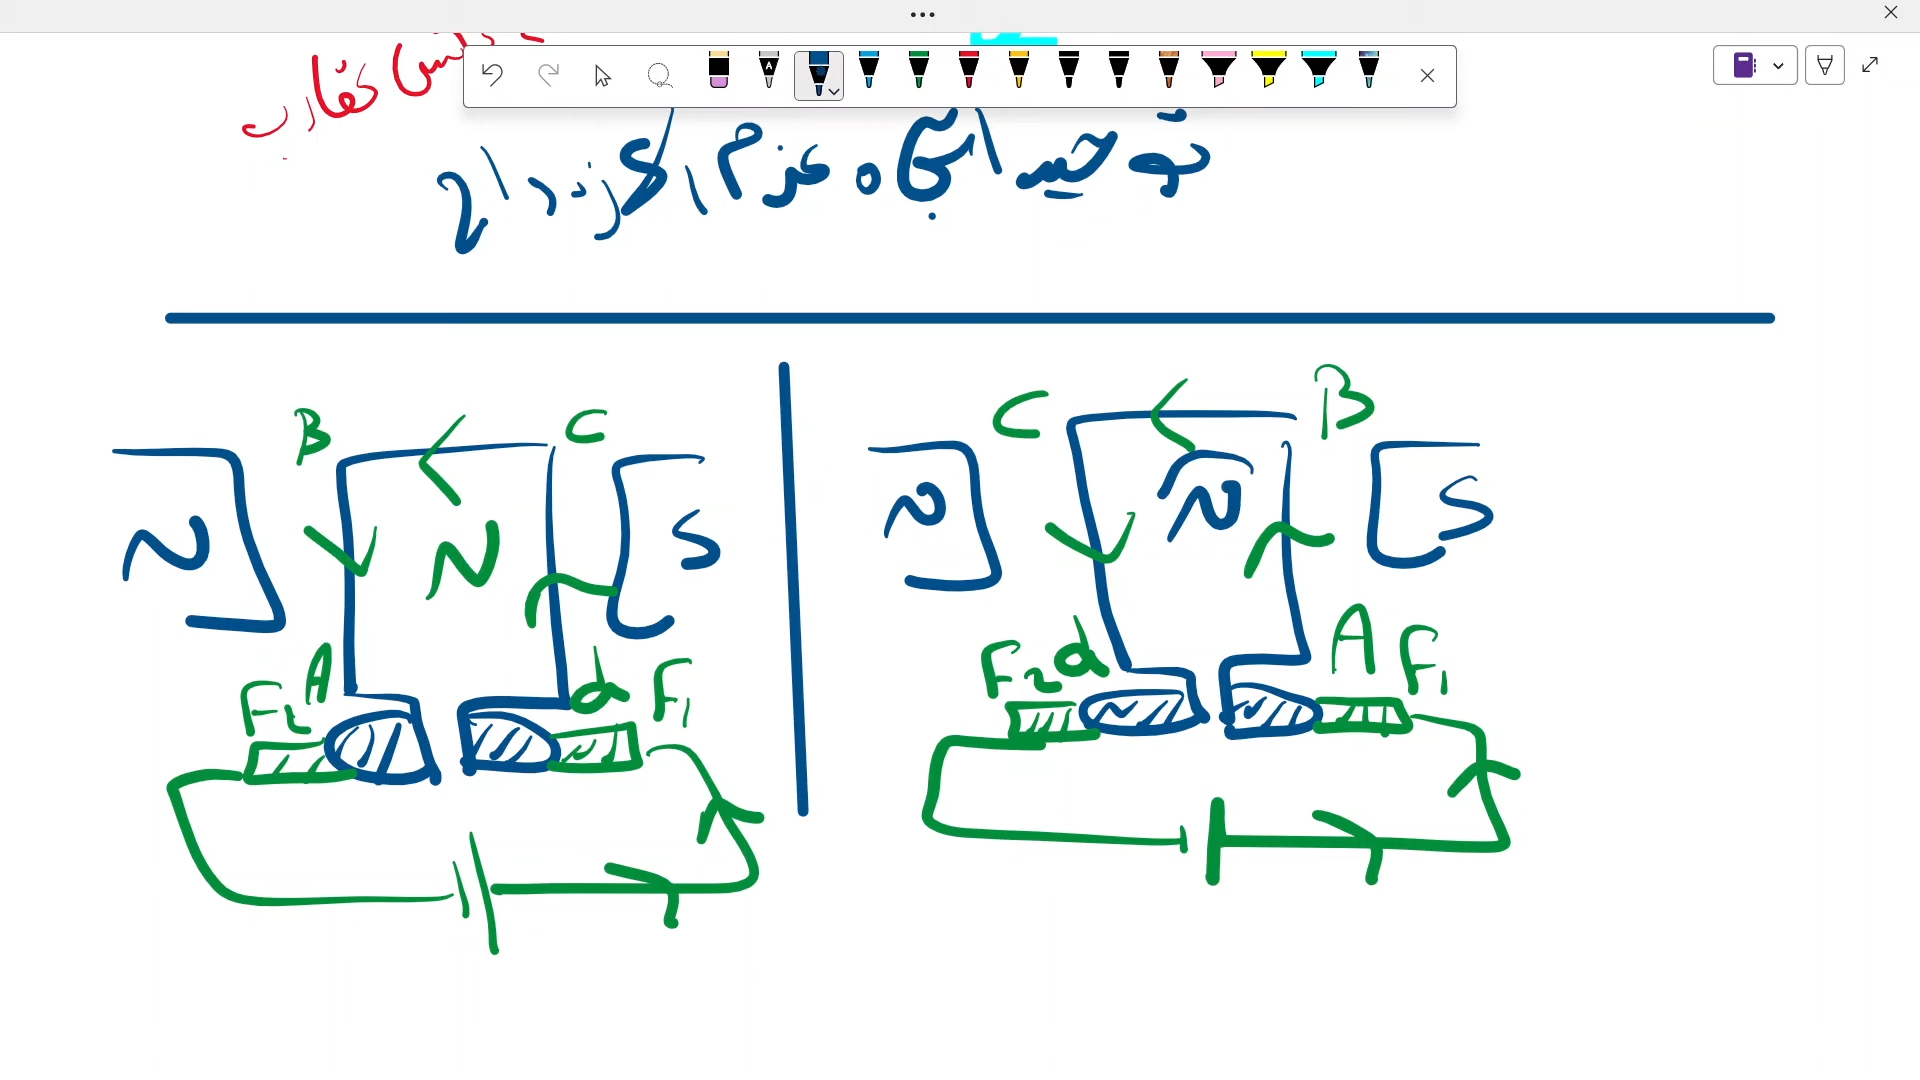 توحيد اتجاه عزم الازدواج
B C C B
N N S N N S
F2 A d F1 F2 d A F1